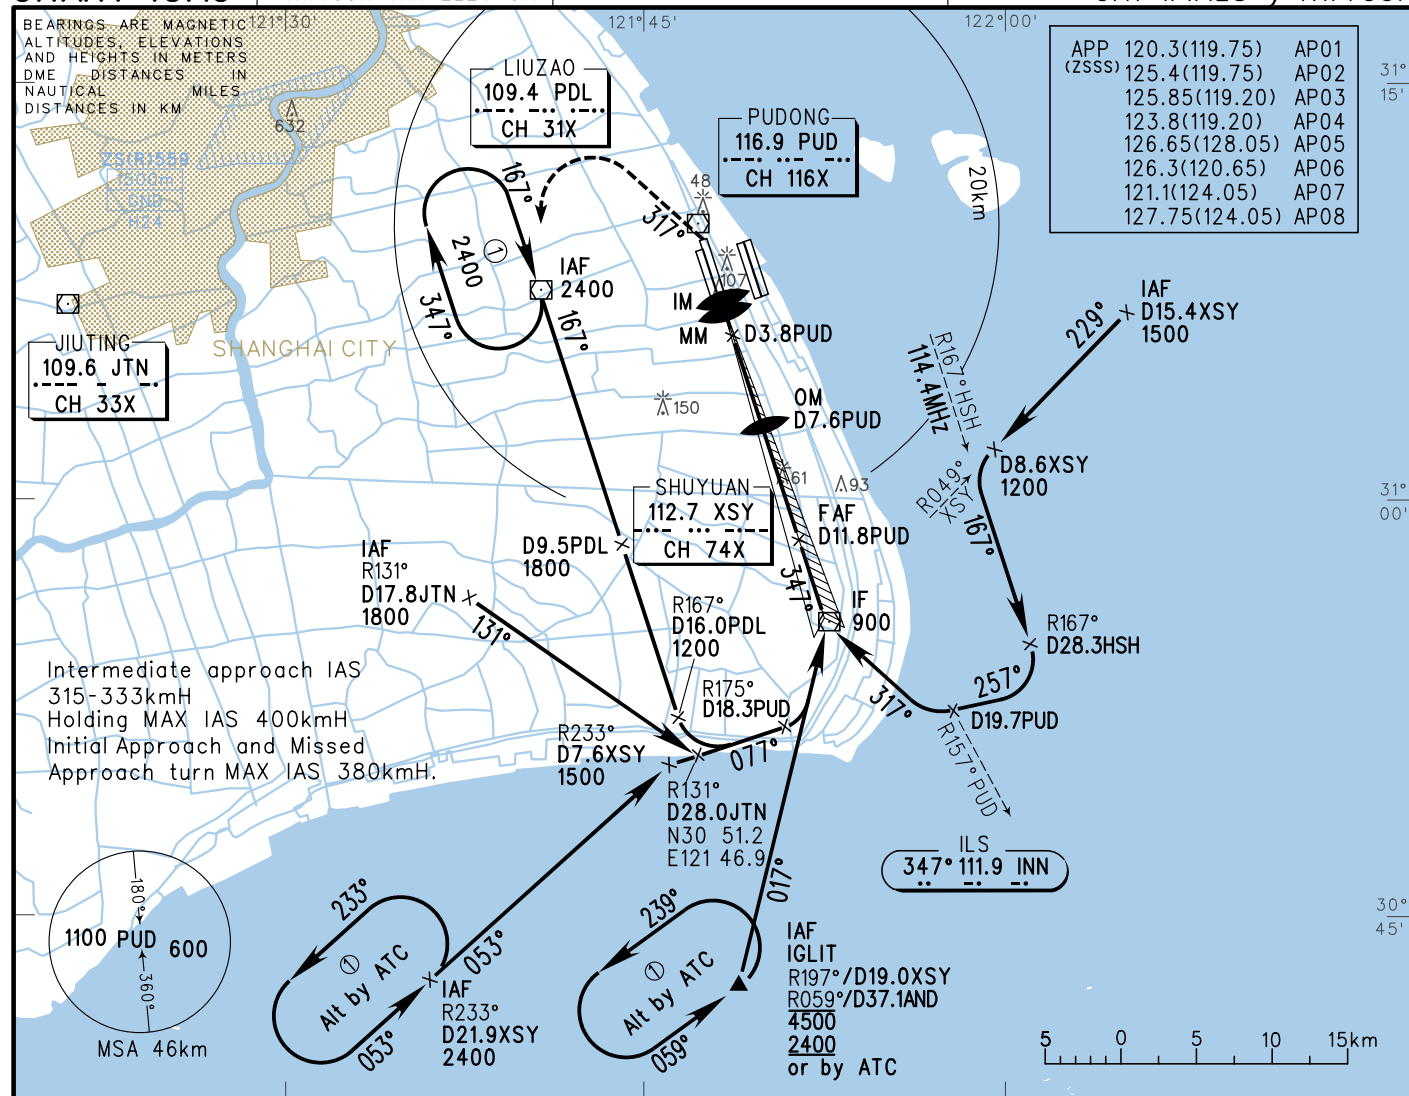 BEARINGS ARE MAGNETIC
ALTITUDES, ELEVATIONS
AND HEIGHTS IN METERS
DME DISTANCES IN
NAUTICAL MILES
DISTANCES IN KM
121°30'
121°45'
122°00'
31°
15'
31°
00'
30°
45'
APP 120.3(119.75) AP01
(ZSSS) 125.4(119.75) AP02
125.85(119.20) AP03
123.8(119.20) AP04
126.65(128.05) AP05
126.3(120.65) AP06
121.1(124.05) AP07
127.75(124.05) AP08
LIUZAO
109.4 PDL
CH 31X
PUDONG
116.9 PUD
CH 116X
632
ZS(R)559
1500m
GND
H24
48
20km
167°
317°
2400
①
347°
IAF
2400
167°
107
IM
MM
D3.8PUD
IAF
D15.4XSY
1500
229°
JIUTING
109.6 JTN
CH 33X
SHANGHAI CITY
R167°HSH
114.4MHz
150
OM
D7.6PUD
D8.6XSY
1200
R049°
XSY
167°
61
93
SHUYUAN
112.7 XSY
CH 74X
FAF
D11.8PUD
D9.5PDL
1800
IAF
R131°
D17.8JTN
1800
131°
347°
IF
900
R167°
D16.0PDL
1200
R167°
D28.3HSH
257°
317°
D19.7PUD
R157° PUD
R175°
D18.3PUD
Intermediate approach IAS
315-333kmH
Holding MAX IAS 400kmH
Initial Approach and Missed
Approach turn MAX IAS 380kmH.
R233°
D7.6XSY
1500
077°
R131°
D28.0JTN
N30 51.2
E121 46.9
017°
ILS
347° 111.9 INN
180°
1100 PUD 600
360°
MSA 46km
233°
①
Alt by ATC
053°
053°
IAF
R233°
D21.9XSY
2400
239°
①
Alt by ATC
059°
IAF
IGLIT
R197°/D19.0XSY
R059°/D37.1AND
4500
2400
or by ATC
5 0 5 10 15km